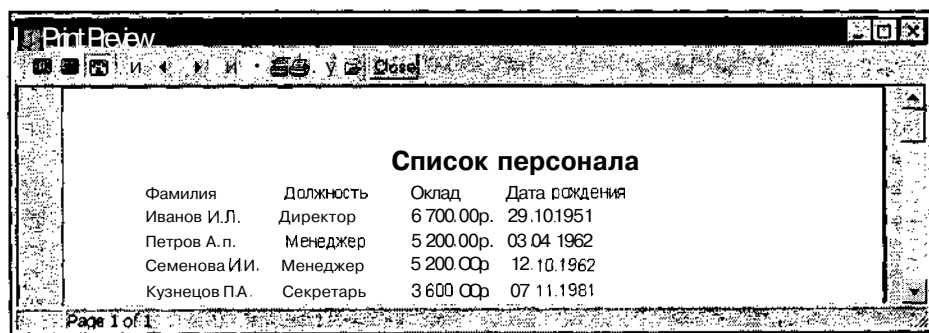 Print Preview
Close
Список персонала
Фамилия Должность Оклад Дата рождения
Иванов И.Л. Директор 6 700.00р. 29.10.1951
Петров А.п. Менеджер 5 200.00р. 03 04 1962
Семенова И.И. Менеджер 5 200.00р 12.10.1962
Кузнецов П.А. Секретарь 3 600 00р 07 11.1981
Page 1 of 1